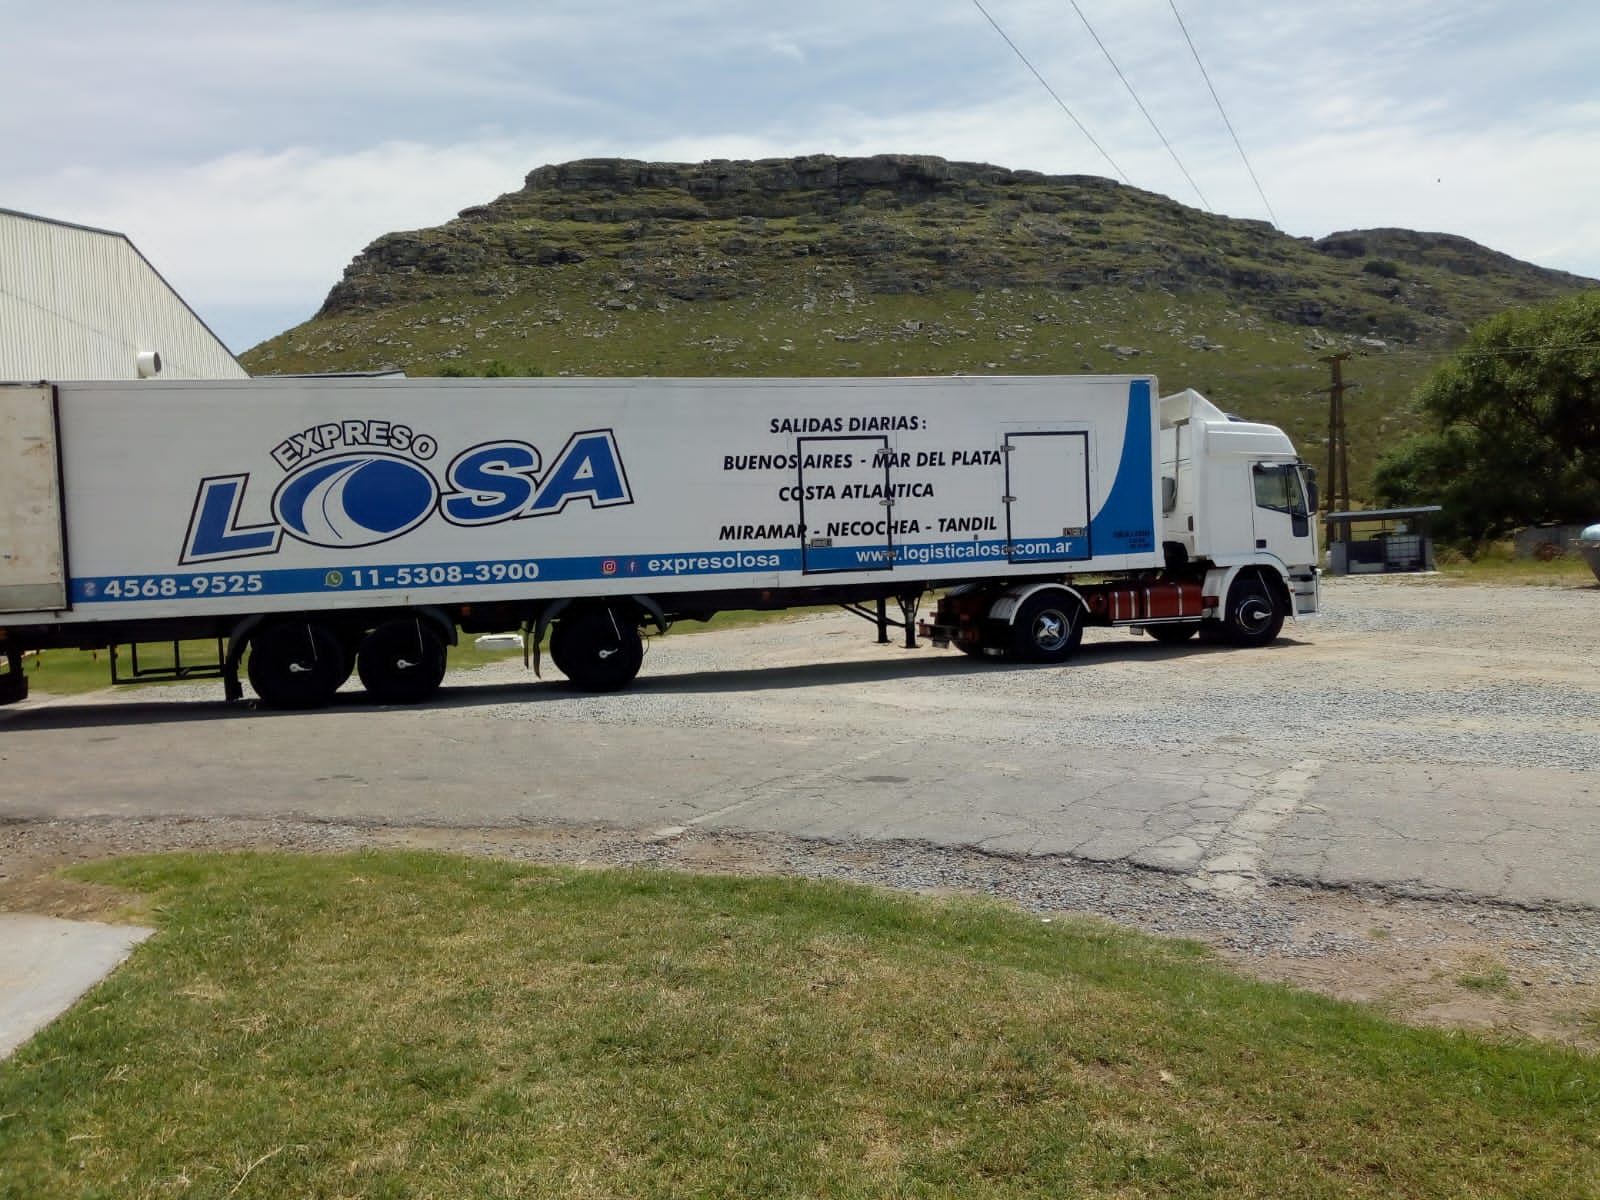 EXPRESO
LOSA
SALIDAS DIARIAS:
BUENOS AIRES - MAR DEL PLATA
COSTA ATLANTICA
MIRAMAR - NECOCHEA - TANDIL
4568-9525
11-5308-3900
expresolosa
www.logisticalosa.com.ar